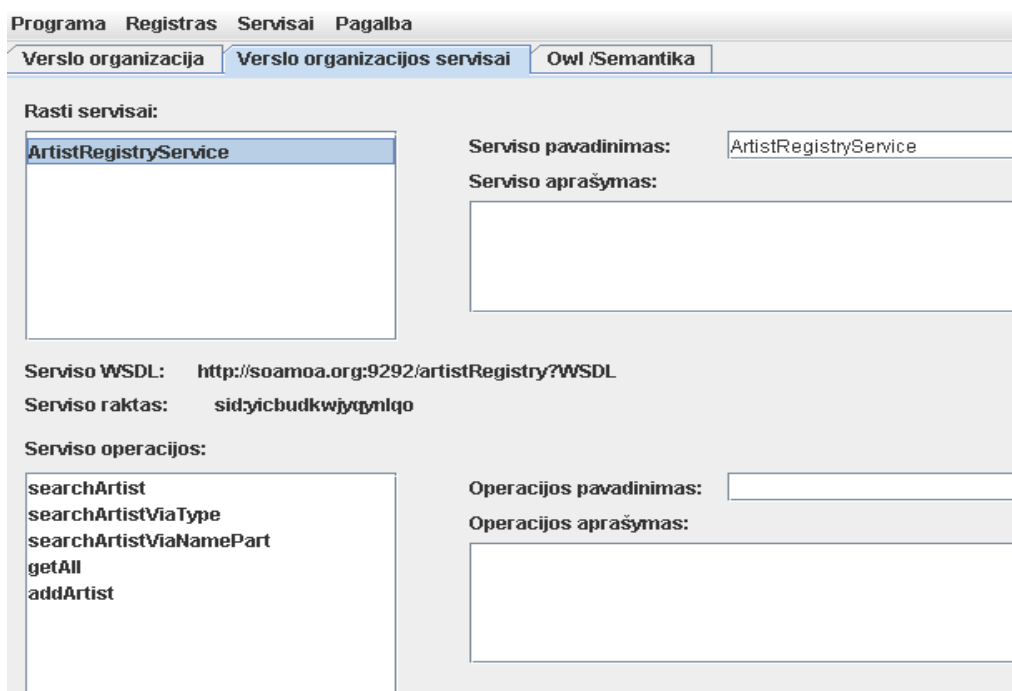 Programa Registras Servisai Pagalba
Verslo organizacija Verslo organizacijos servisai Owl /Semantika
Rasti servisai:
ArtistRegistryService
Serviso pavadinimas: ArtistRegistryService
Serviso aprašymas:
Serviso WSDL: http://soamoa.org:9292/artistRegistry?WSDL
Serviso raktas: sid:yicbudkwjyqynlqo
Serviso operacijos:
searchArtist
searchArtistViaType
searchArtistViaNamePart
getAll
addArtist
Operacijos pavadinimas:
Operacijos aprašymas: